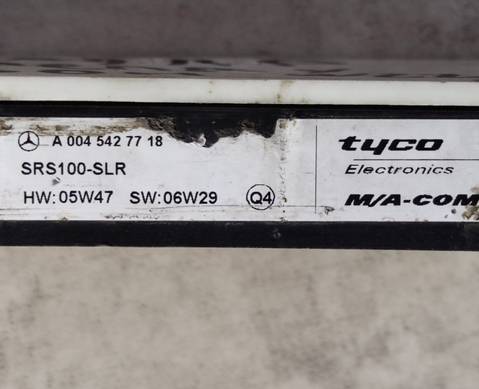 A 004 542 77 18
SRS100-SLR
HW:05W47 SW:06W29 Q4
tyco
Electronics
M/A-COM